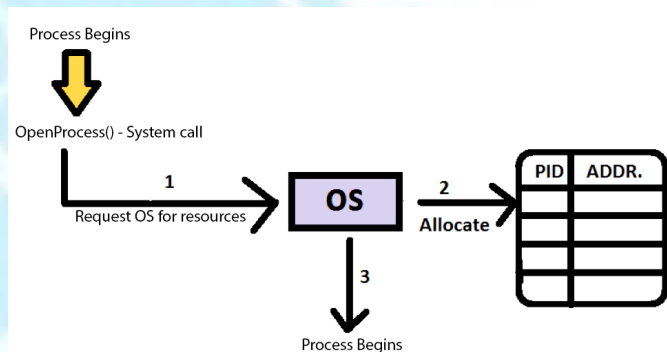 Process Begins
OpenProcess() - System call
1
Request OS for resources
OS
2
Allocate
PID ADDR.
3
Process Begins